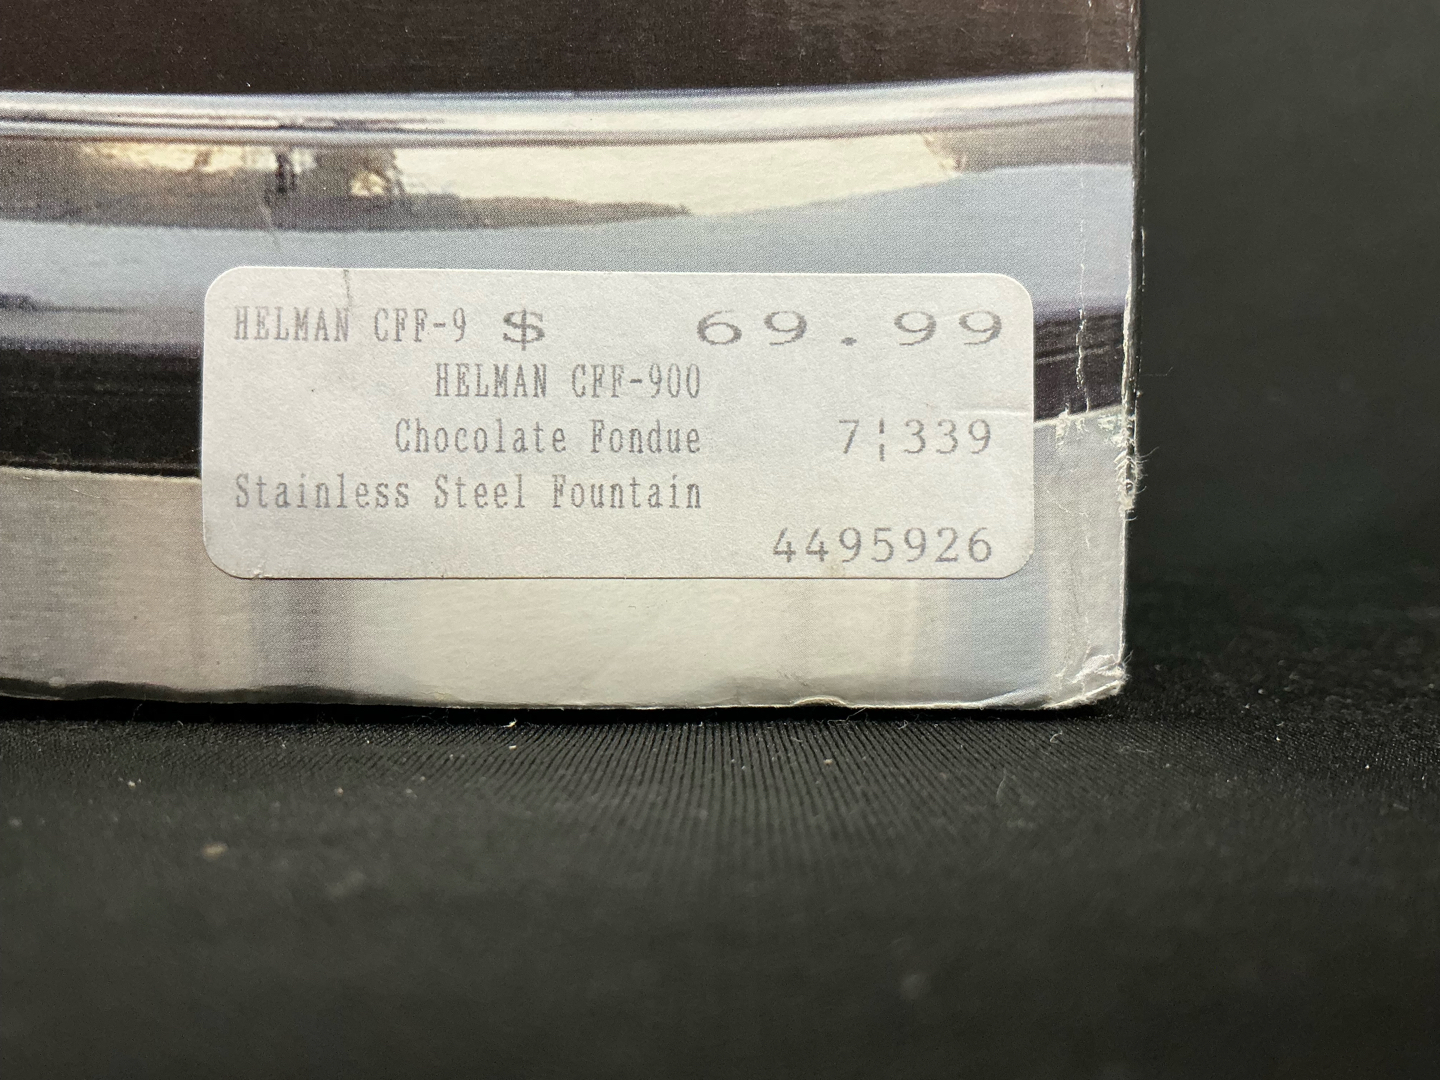 HELMAN CFF-9 $ 69.99
HELMAN CFF-900
Chocolate Fondue 7¦339
Stainless Steel Fountain
4495926